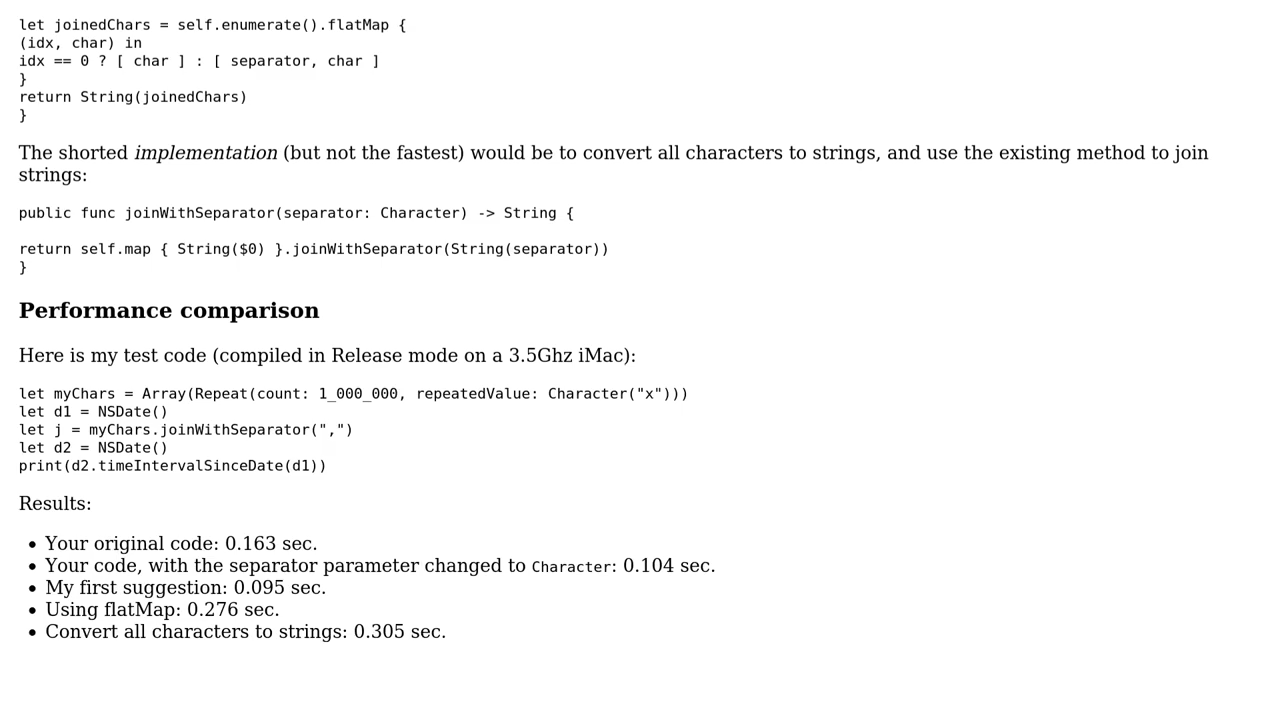 let joinedChars = self.enumerate().flatMap {
(idx, char) in
idx == 0 ? [ char ] : [ separator, char ]
}
return String(joinedChars)
}
The shorted implementation (but not the fastest) would be to convert all characters to strings, and use the existing method to join
strings:
public func joinWithSeparator(separator: Character) -> String {
return self.map { String($0) }.joinWithSeparator(String(separator))
}
Performance comparison
Here is my test code (compiled in Release mode on a 3.5Ghz iMac):
let myChars = Array(Repeat(count: 1_000_000, repeatedValue: Character("x")))
let d1 = NSDate()
let j = myChars.joinWithSeparator(",")
let d2 = NSDate()
print(d2.timeIntervalSinceDate(d1))
Results:
• Your original code: 0.163 sec.
• Your code, with the separator parameter changed to Character: 0.104 sec.
• My first suggestion: 0.095 sec.
• Using flatMap: 0.276 sec.
• Convert all characters to strings: 0.305 sec.